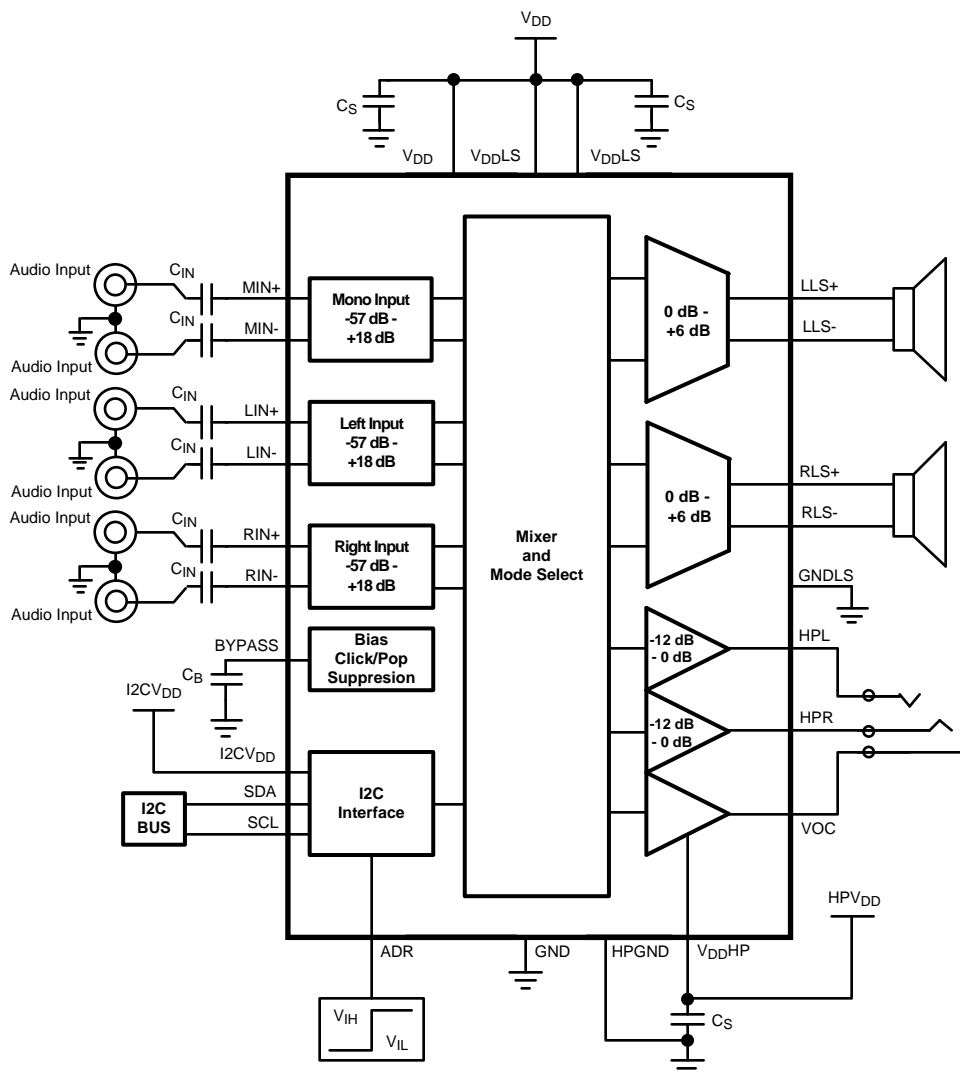 VDD
CS
CS
VDD
VDDLS
VDDLS
Audio Input
CIN
MIN+
CIN
MIN-
Audio Input
Mono Input
-57 dB -
+18 dB
0 dB -
+6 dB
LLS+
LLS-
Audio Input
CIN
LIN+
CIN
LIN-
Audio Input
Left Input
-57 dB -
+18 dB
0 dB -
+6 dB
RLS+
RLS-
Audio Input
CIN
RIN+
CIN
RIN-
Audio Input
Right Input
-57 dB -
+18 dB
Mixer
and
Mode Select
GNDLS
BYPASS
CB
Bias
Click/Pop
Suppresion
-12 dB
- 0 dB
HPL
-12 dB
- 0 dB
HPR
I2CVDD
I2CVDD
SDA
SCL
I2C
BUS
I2C
Interface
VOC
HPVDD
ADR
GND
HPGND
VDDHP
VIH
VIL
CS